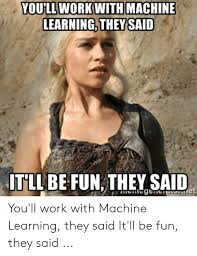 YOU'LL WORK WITH MACHINE
LEARNING, THEY SAID
IT'LL BE FUN, THEY SAID
You'll work with Machine
Learning, they said It'll be fun,
they said ...